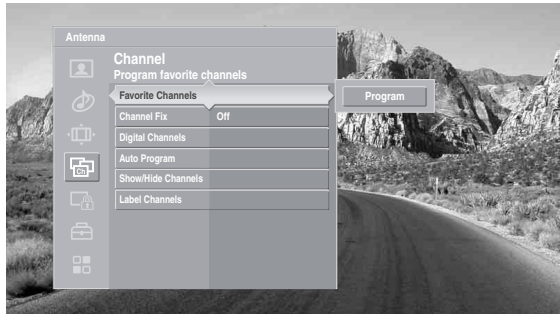 Antenna
Channel
Program favorite channels
Favorite Channels
Program
Channel Fix Off
Digital Channels
Auto Program
Ch
Show/Hide Channels
Label Channels